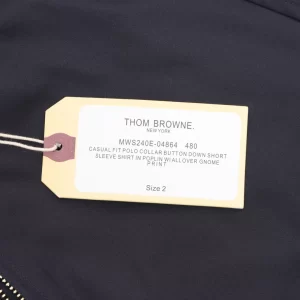 THOM BROWNE.
NEW YORK
MWS240E-04864 480
CASUAL FIT POLO COLLAR BUTTON DOWN SHORT
SLEEVE SHIRT IN POPLIN W/ ALLOVER GNOME
PRINT
Size 2